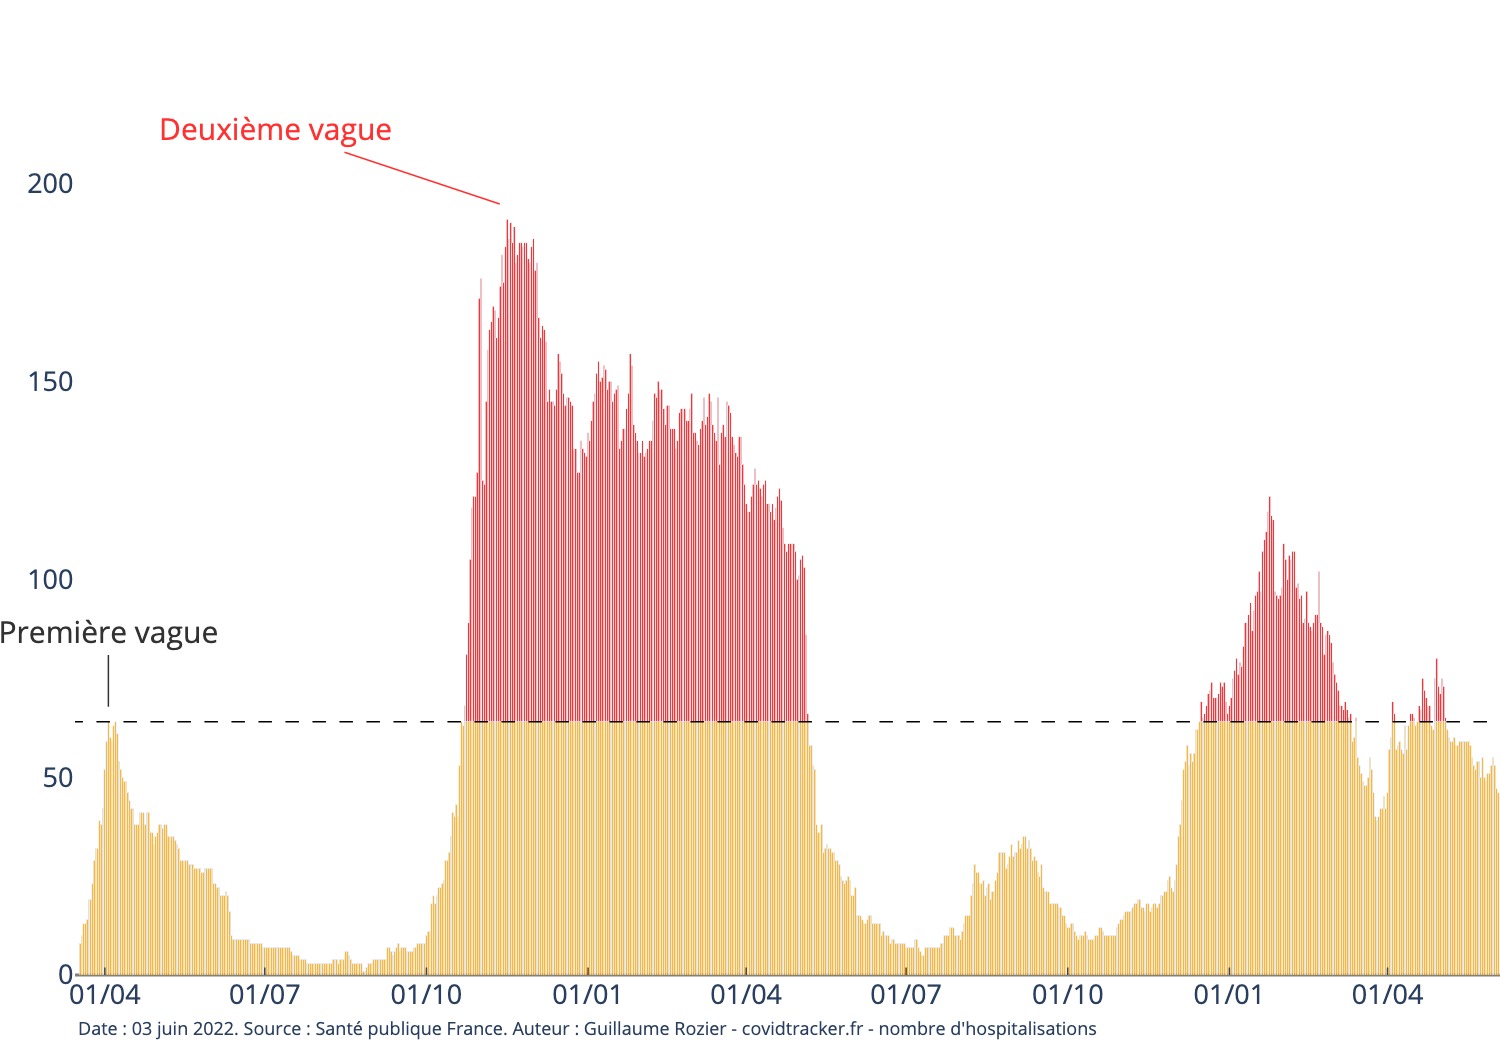 Deuxième vague
200
150
100
Première vague
50
0
01/04 01/07 01/10 01/01 01/04 01/07 01/10 01/01 01/04
Date : 03 juin 2022. Source : Santé publique France. Auteur : Guillaume Rozier - covidtracker.fr - nombre d'hospitalisations